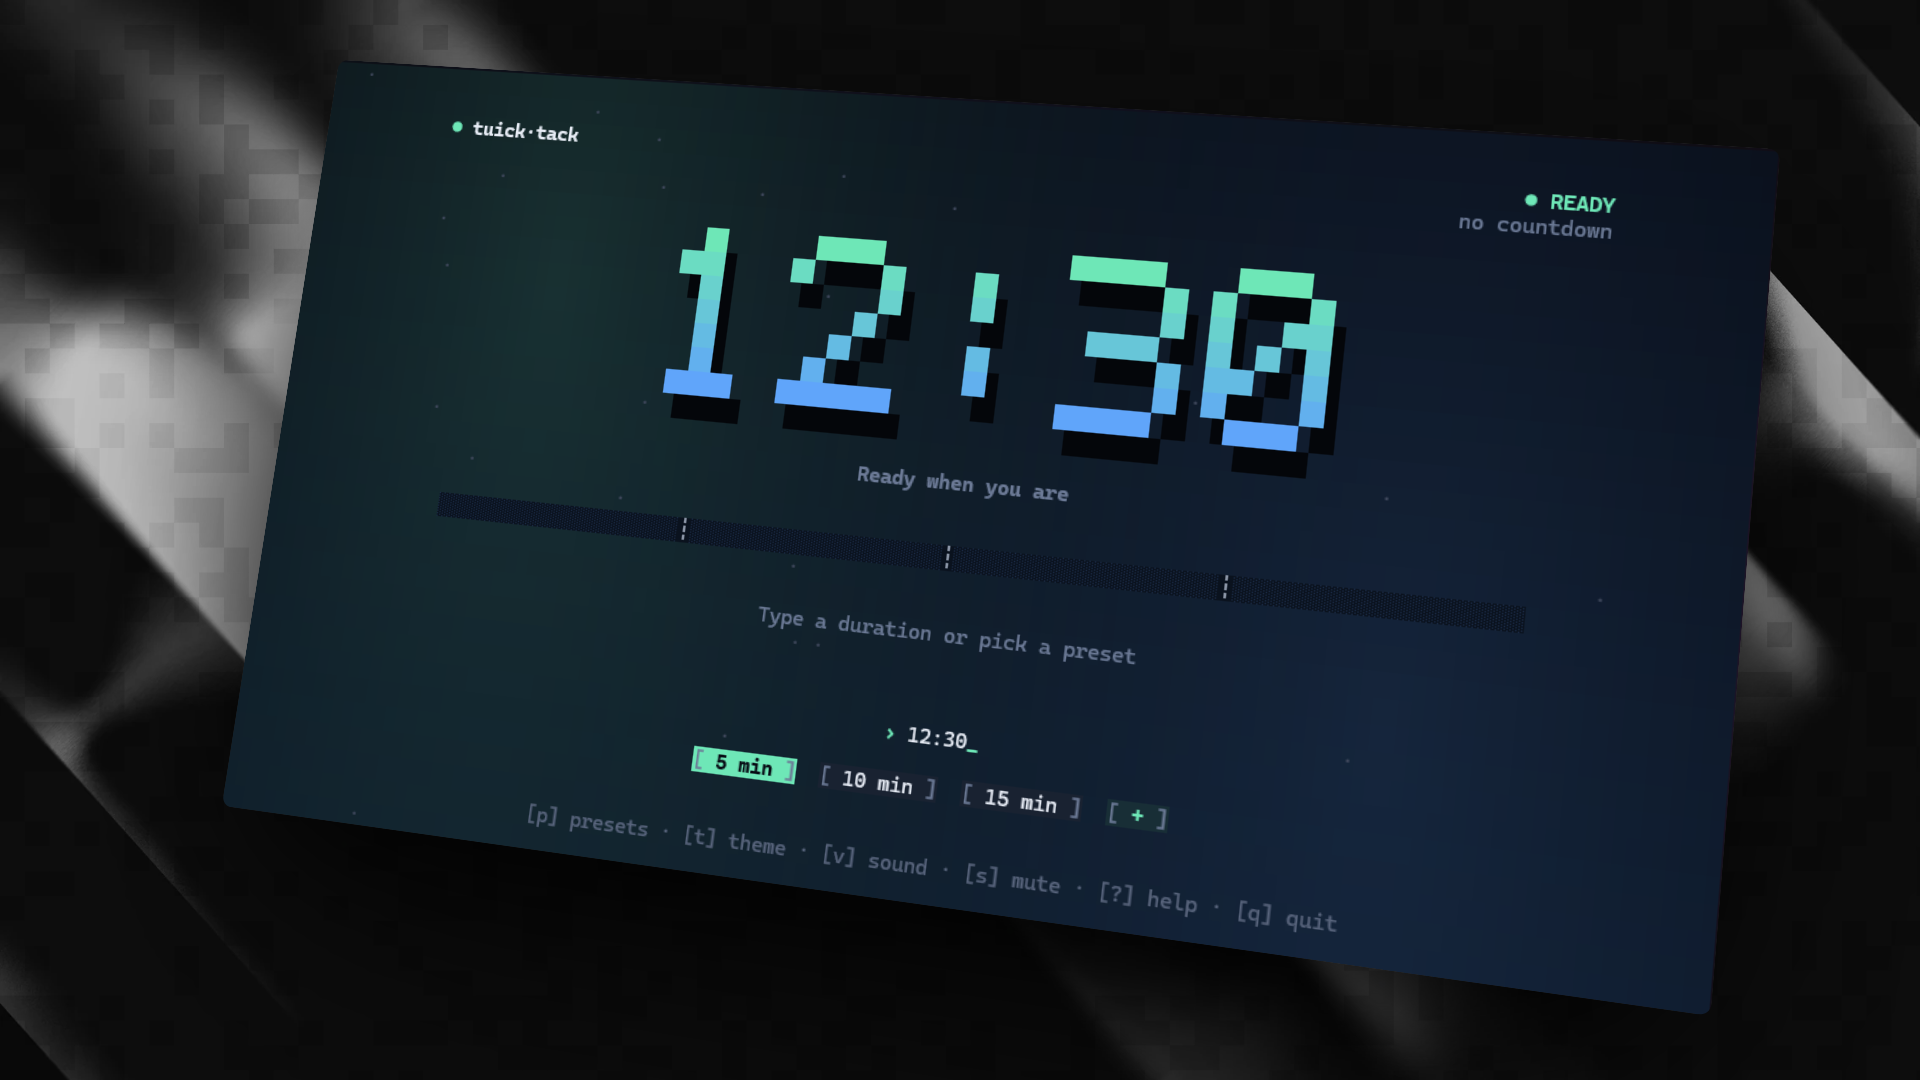 ● tuick·tack
● READY
no countdown
12:30
Ready when you are
Type a duration or pick a preset
› 12:30_
[ 5 min ] [ 10 min ] [ 15 min ] [ + ]
[p] presets · [t] theme · [v] sound · [s] mute · [?] help · [q] quit